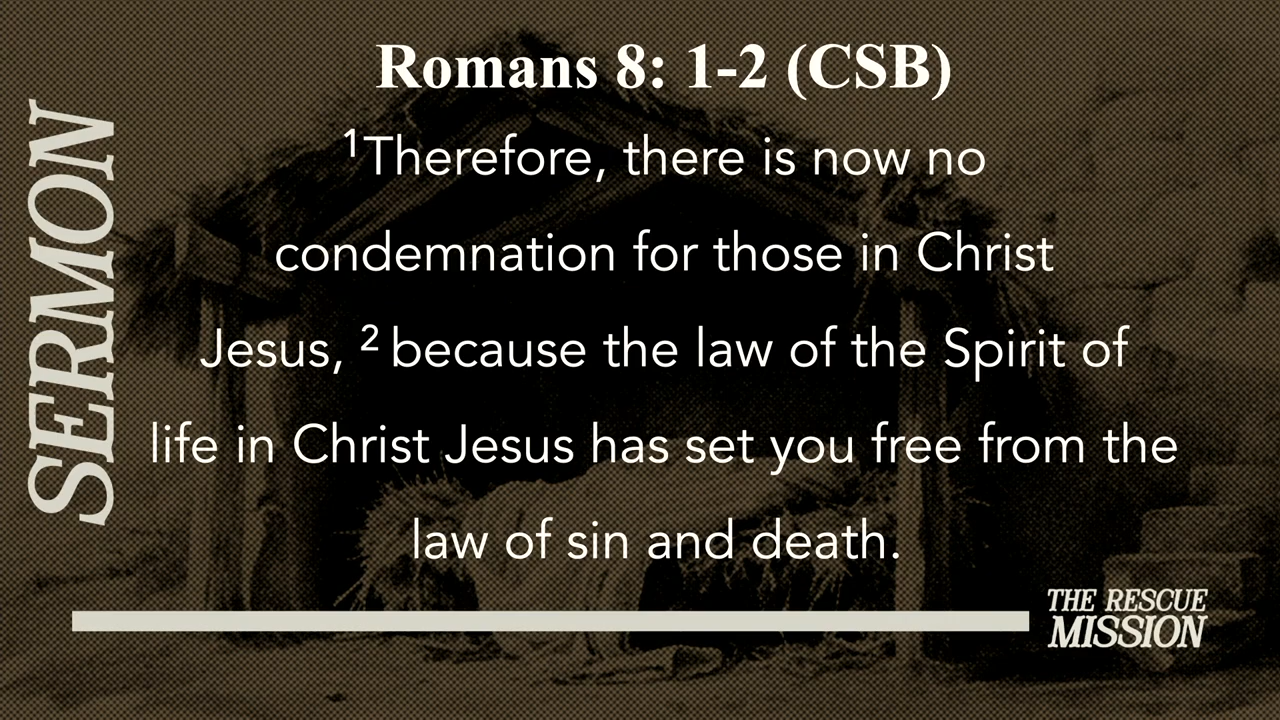 SERMON
Romans 8: 1-2 (CSB)
¹Therefore, there is now no
condemnation for those in Christ
Jesus, ² because the law of the Spirit of
life in Christ Jesus has set you free from the
law of sin and death.
THE RESCUE
MISSION